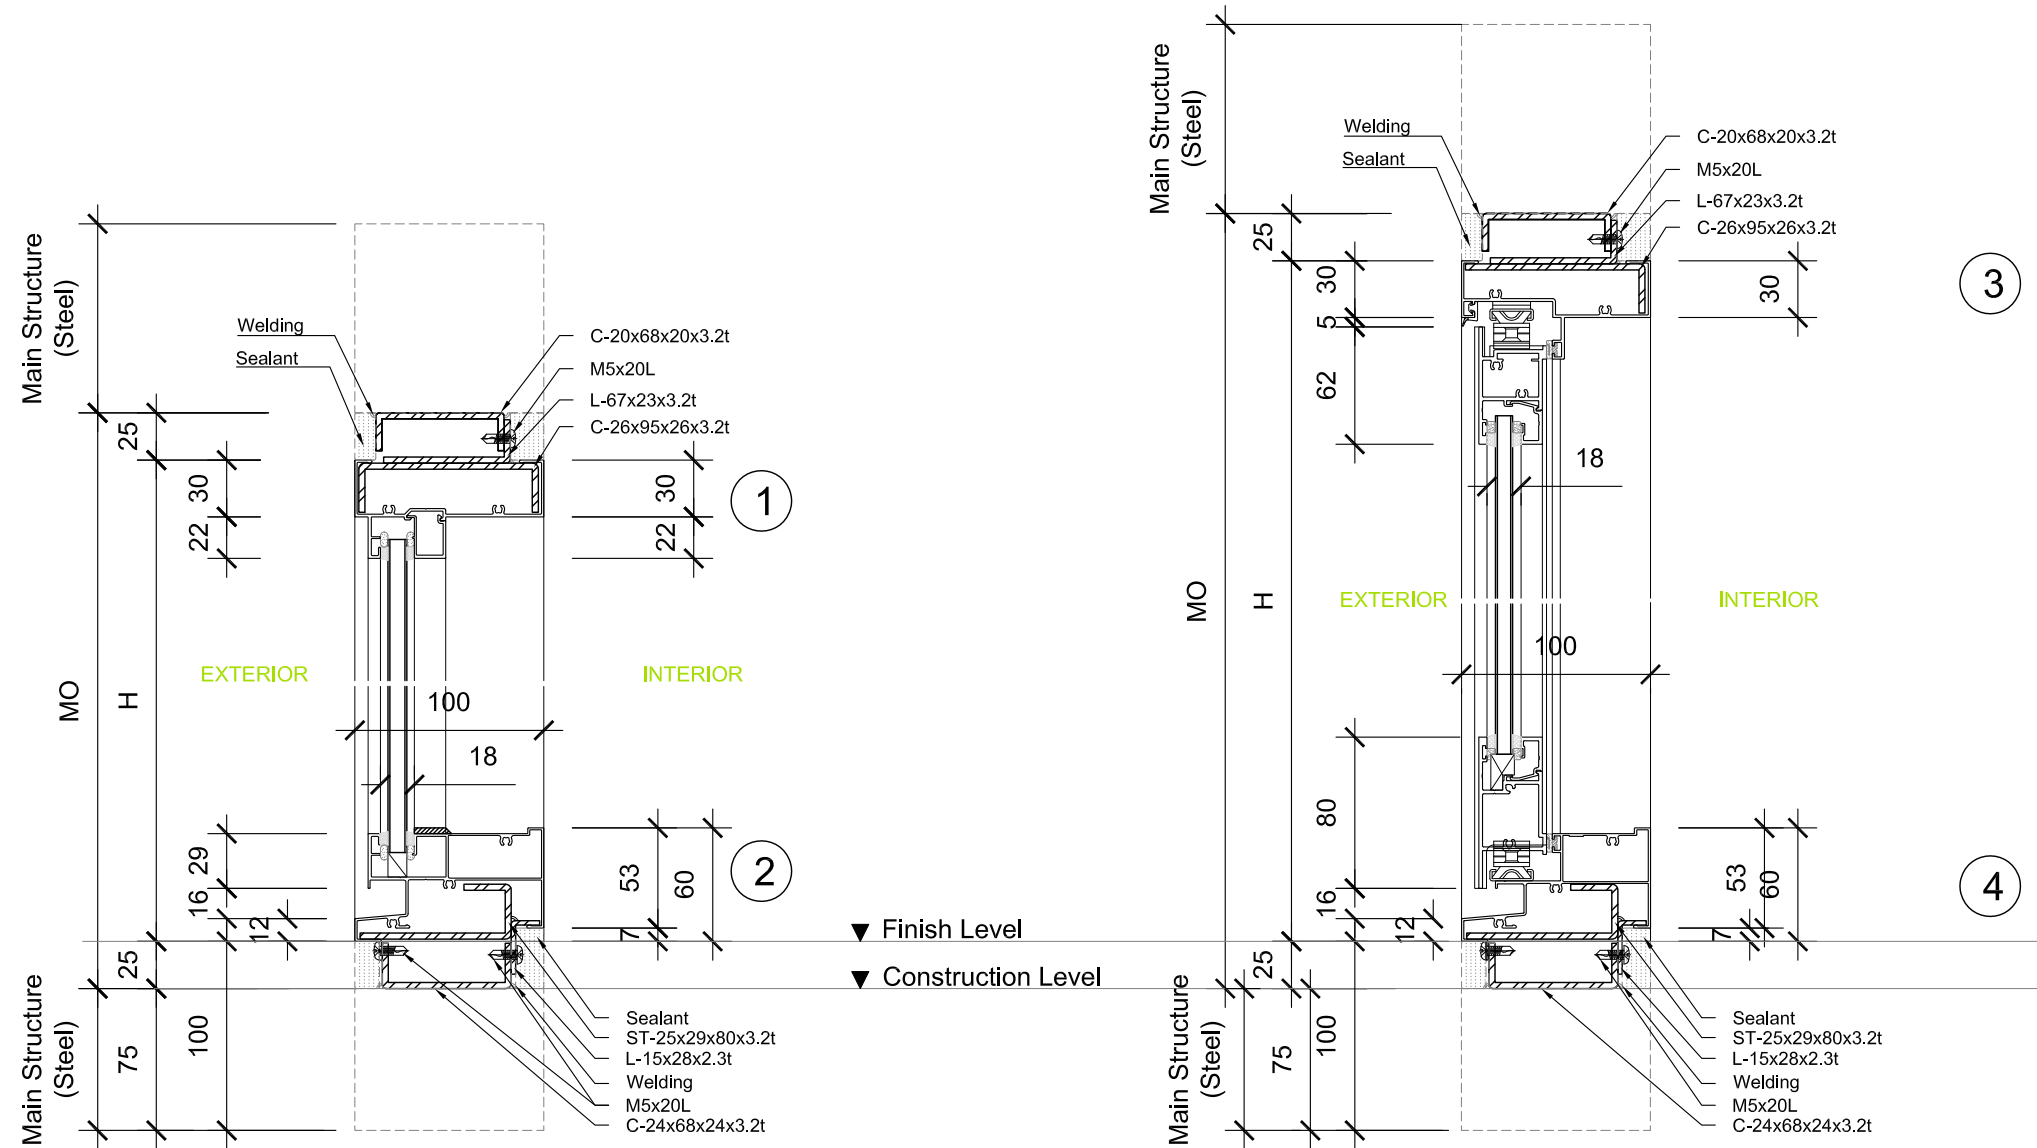 Main Structure
(Steel)
Welding
Sealant
C-20x68x20x3.2t
M5x20L
L-67x23x3.2t
C-26x95x26x3.2t
25
30
22
30
22
1
MO
H
EXTERIOR
INTERIOR
100
18
29
16
12
53
60
7
2
25
75
100
Main Structure
(Steel)
Sealant
ST-25x29x80x3.2t
L-15x28x2.3t
Welding
M5x20L
C-24x68x24x3.2t
▼ Finish Level
▼ Construction Level
Main Structure
(Steel)
Welding
Sealant
C-20x68x20x3.2t
M5x20L
L-67x23x3.2t
C-26x95x26x3.2t
25
30
5
62
30
3
18
MO
H
EXTERIOR
INTERIOR
100
80
16
12
53
60
7
4
25
75
100
Main Structure
(Steel)
Sealant
ST-25x29x80x3.2t
L-15x28x2.3t
Welding
M5x20L
C-24x68x24x3.2t